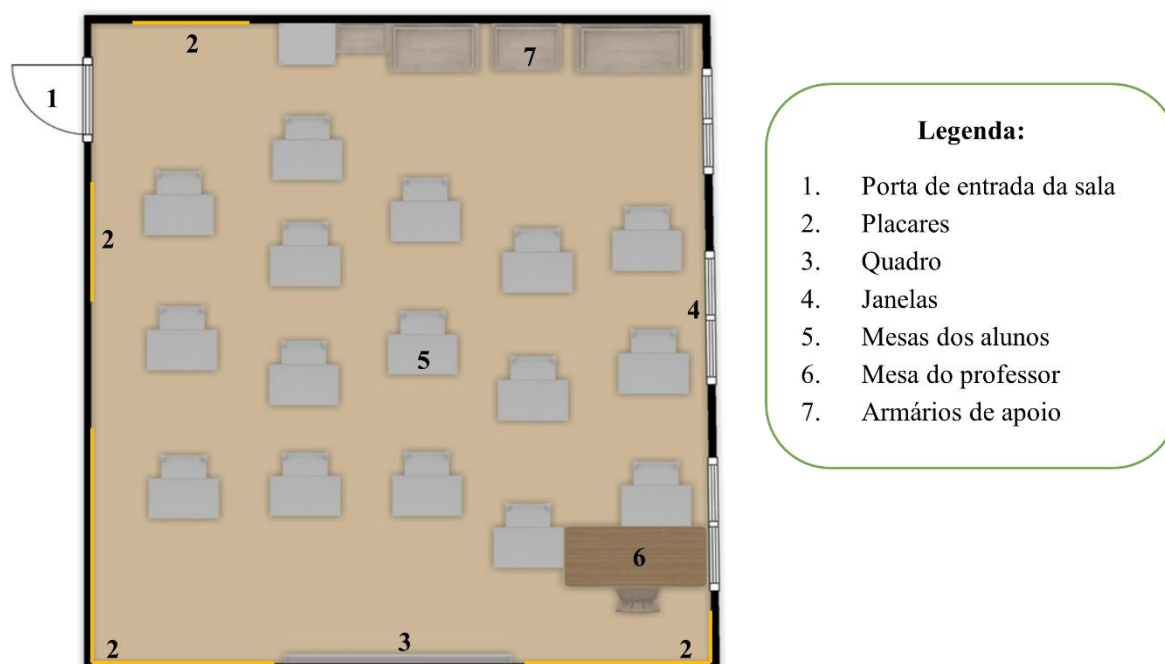 2
7
1
2
4
5
6
2
3
2
Legenda:
1. Porta de entrada da sala
2. Placares
3. Quadro
4. Janelas
5. Mesas dos alunos
6. Mesa do professor
7. Armários de apoio